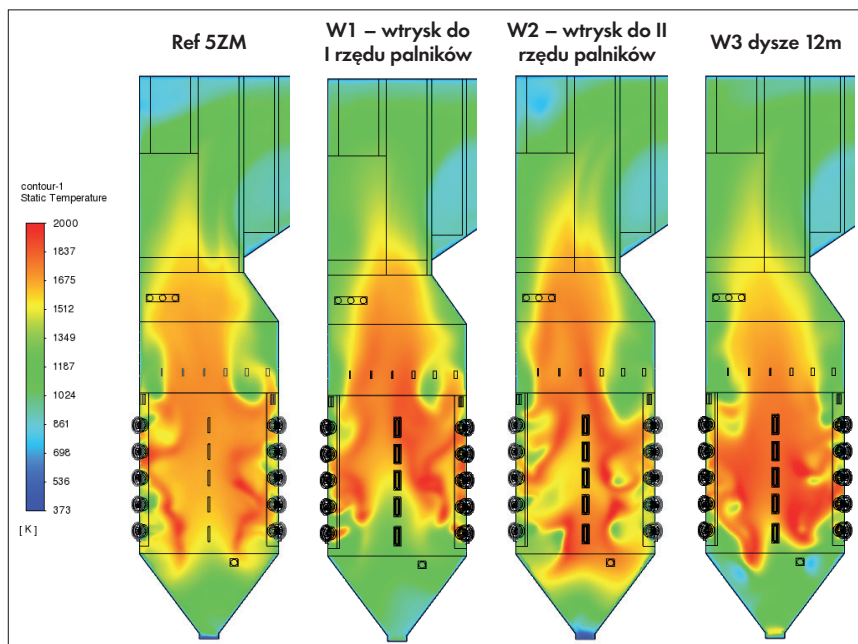 Ref 5ZM
W1 – wtrysk do
I rzędu palników
W2 – wtrysk do II
rzędu palników
W3 dysze 12m
contour-1
Static Temperature
2000
1837
1675
1512
1349
1187
1024
861
698
536
373
[ K ]